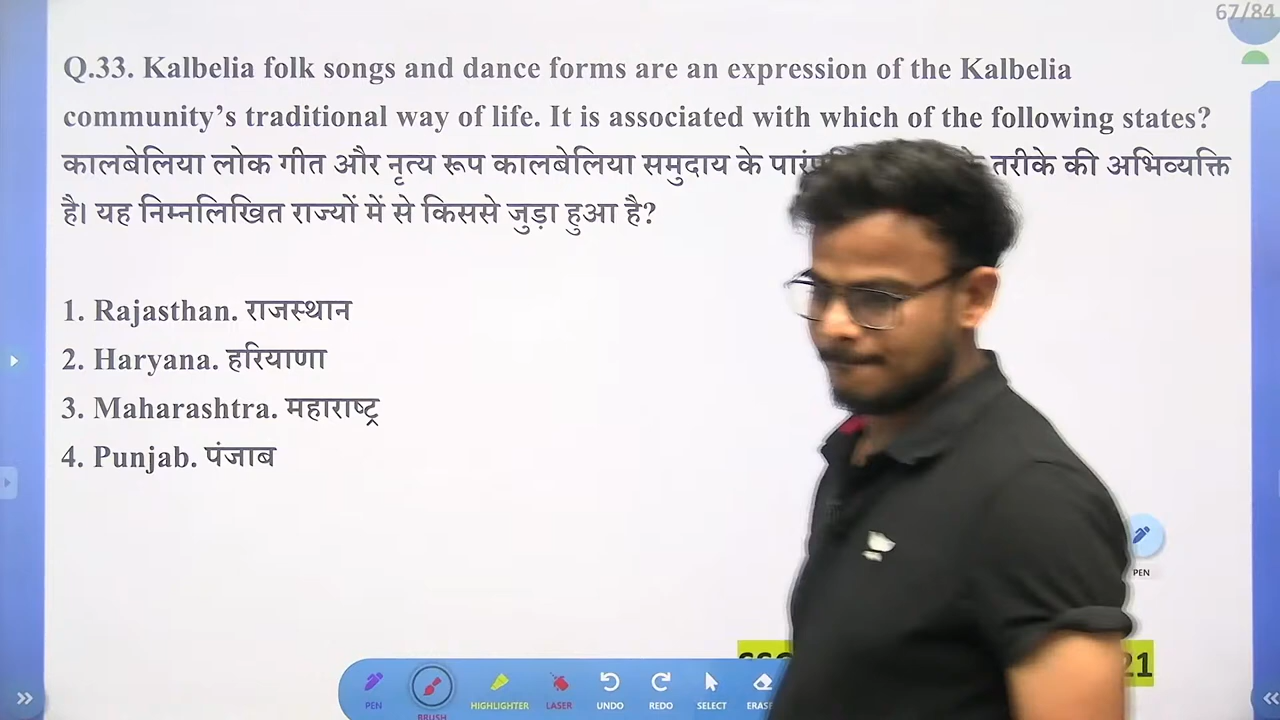 67/84
Q.33. Kalbelia folk songs and dance forms are an expression of the Kalbelia
community’s traditional way of life. It is associated with which of the following states?
कालबेलिया लोक गीत और नृत्य रूप कालबेलिया समुदाय के तरीके की अभिव्यक्ति
है। यह निम्नलिखित राज्यों में से किससे जुड़ा हुआ है?
1. Rajasthan. राजस्थान
2. Haryana. हरियाणा
3. Maharashtra. महाराष्ट्र
4. Punjab. पंजाब
PEN
21
PEN BRUSH HIGHLIGHTER LASER UNDO REDO SELECT